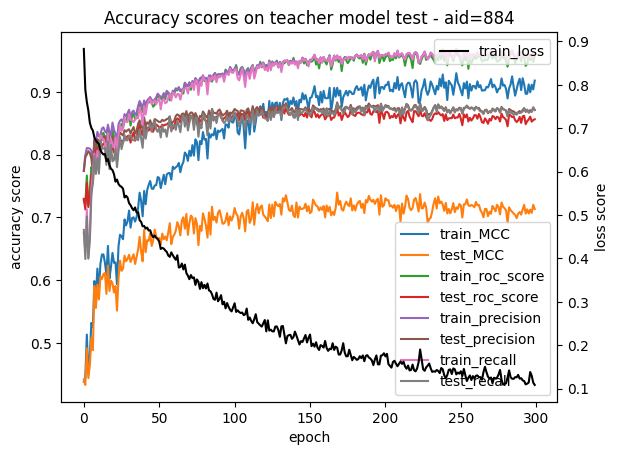 Accuracy scores on teacher model test - aid=884
train_loss
0.9
0.8
0.7
0.6
0.5
accuracy score
0.9
0.8
0.7
0.6
0.5
0.4
0.3
0.2
0.1
loss score
train_MCC
test_MCC
train_roc_score
test_roc_score
train_precision
test_precision
train_recall
test_recall
0
50
100
150
200
250
300
epoch